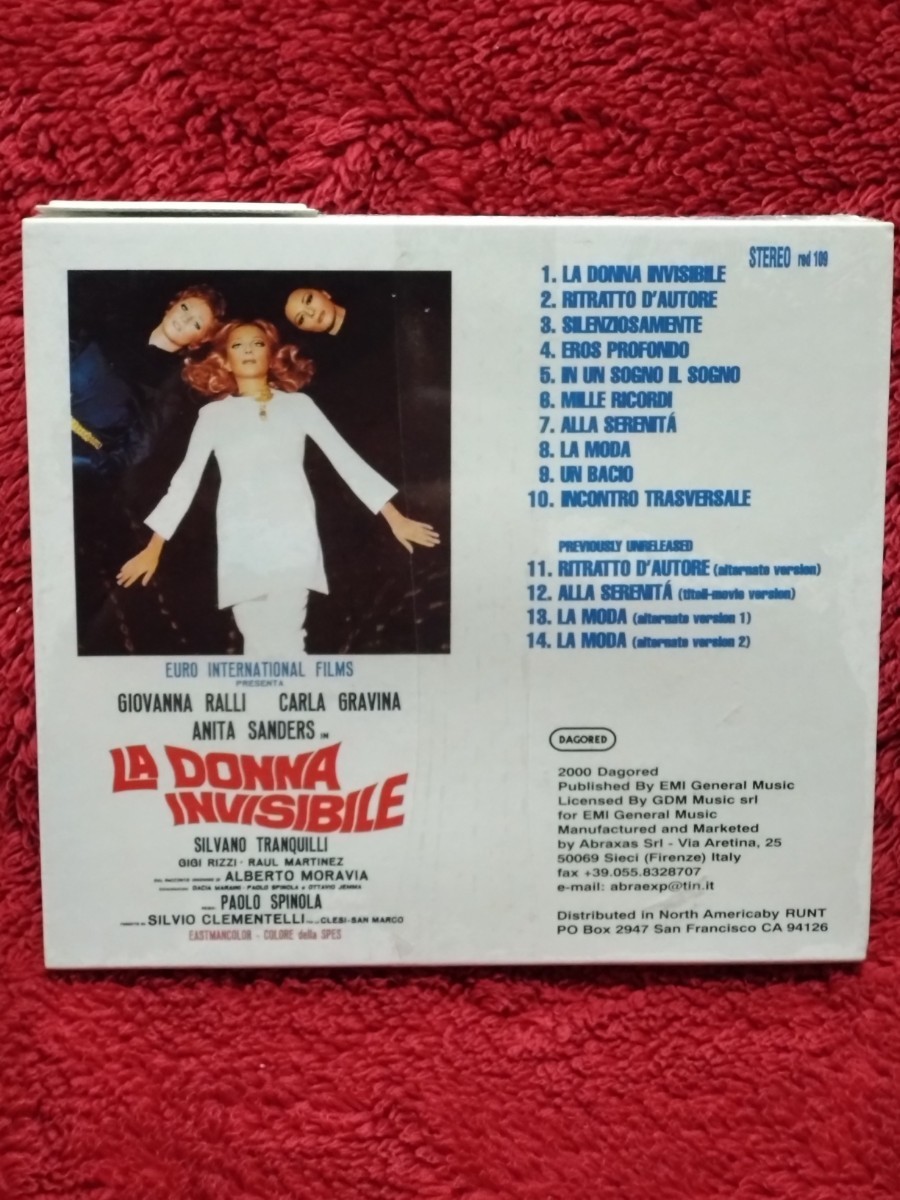 STEREO red 109
1. LA DONNA INVISIBILE
2. RITRATTO D'AUTORE
3. SILENZIOSAMENTE
4. EROS PROFONDO
5. IN UN SOGNO IL SOGNO
6. MILLE RICORDI
7. ALLA SERENITÁ
8. LA MODA
9. UN BACIO
10. INCONTRO TRASVERSALE
PREVIOUSLY UNRELEASED
11. RITRATTO D'AUTORE (alternate version)
12. ALLA SERENITÁ (titoli-movie version)
13. LA MODA (alternate version 1)
14. LA MODA (alternate version 2)
EURO INTERNATIONAL FILMS
PRESENTA
GIOVANNA RALLI CARLA GRAVINA
ANITA SANDERS IN
LA DONNA
INVISIBILE
SILVANO TRANQUILLI
GIGI RIZZI · RAUL MARTINEZ
ALBERTO MORAVIA
DACIA MARAINI · PAOLO SPINOLA e OTTAVIO JEMMA
PAOLO SPINOLA
SILVIO CLEMENTELLI CLESI-SAN MARCO
EASTMANCOLOR - COLORE della SPES
DAGORED
2000 Dagored
Published By EMI General Music
Licensed By GDM Music srl
for EMI General Music
Manufactured and Marketed
by Abraxas Srl - Via Aretina, 25
50069 Sieci (Firenze) Italy
fax +39.055.8328707
e-mail: abraexp@tin.it
Distributed in North Americaby RUNT
PO Box 2947 San Francisco CA 94126